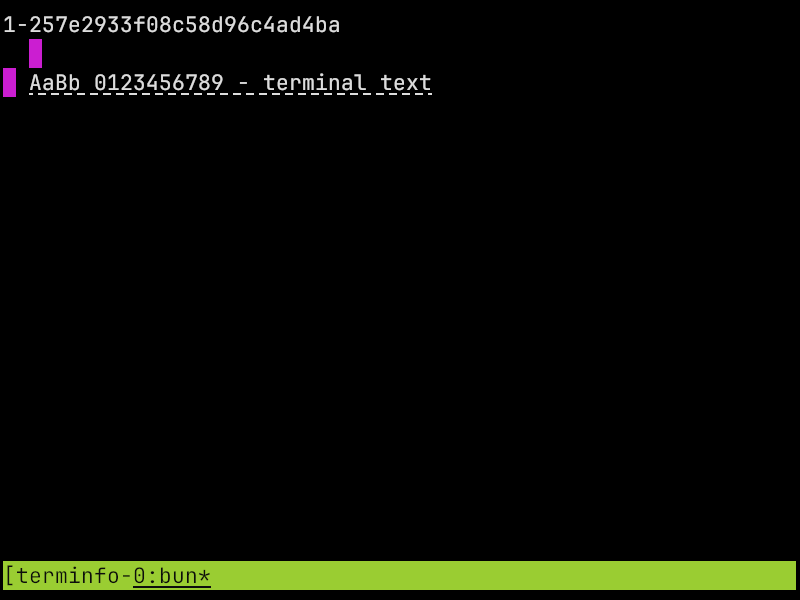 1-257e2933f08c58d96c4ad4ba
AaBb 0123456789 - terminal text
[terminfo-0:bun*